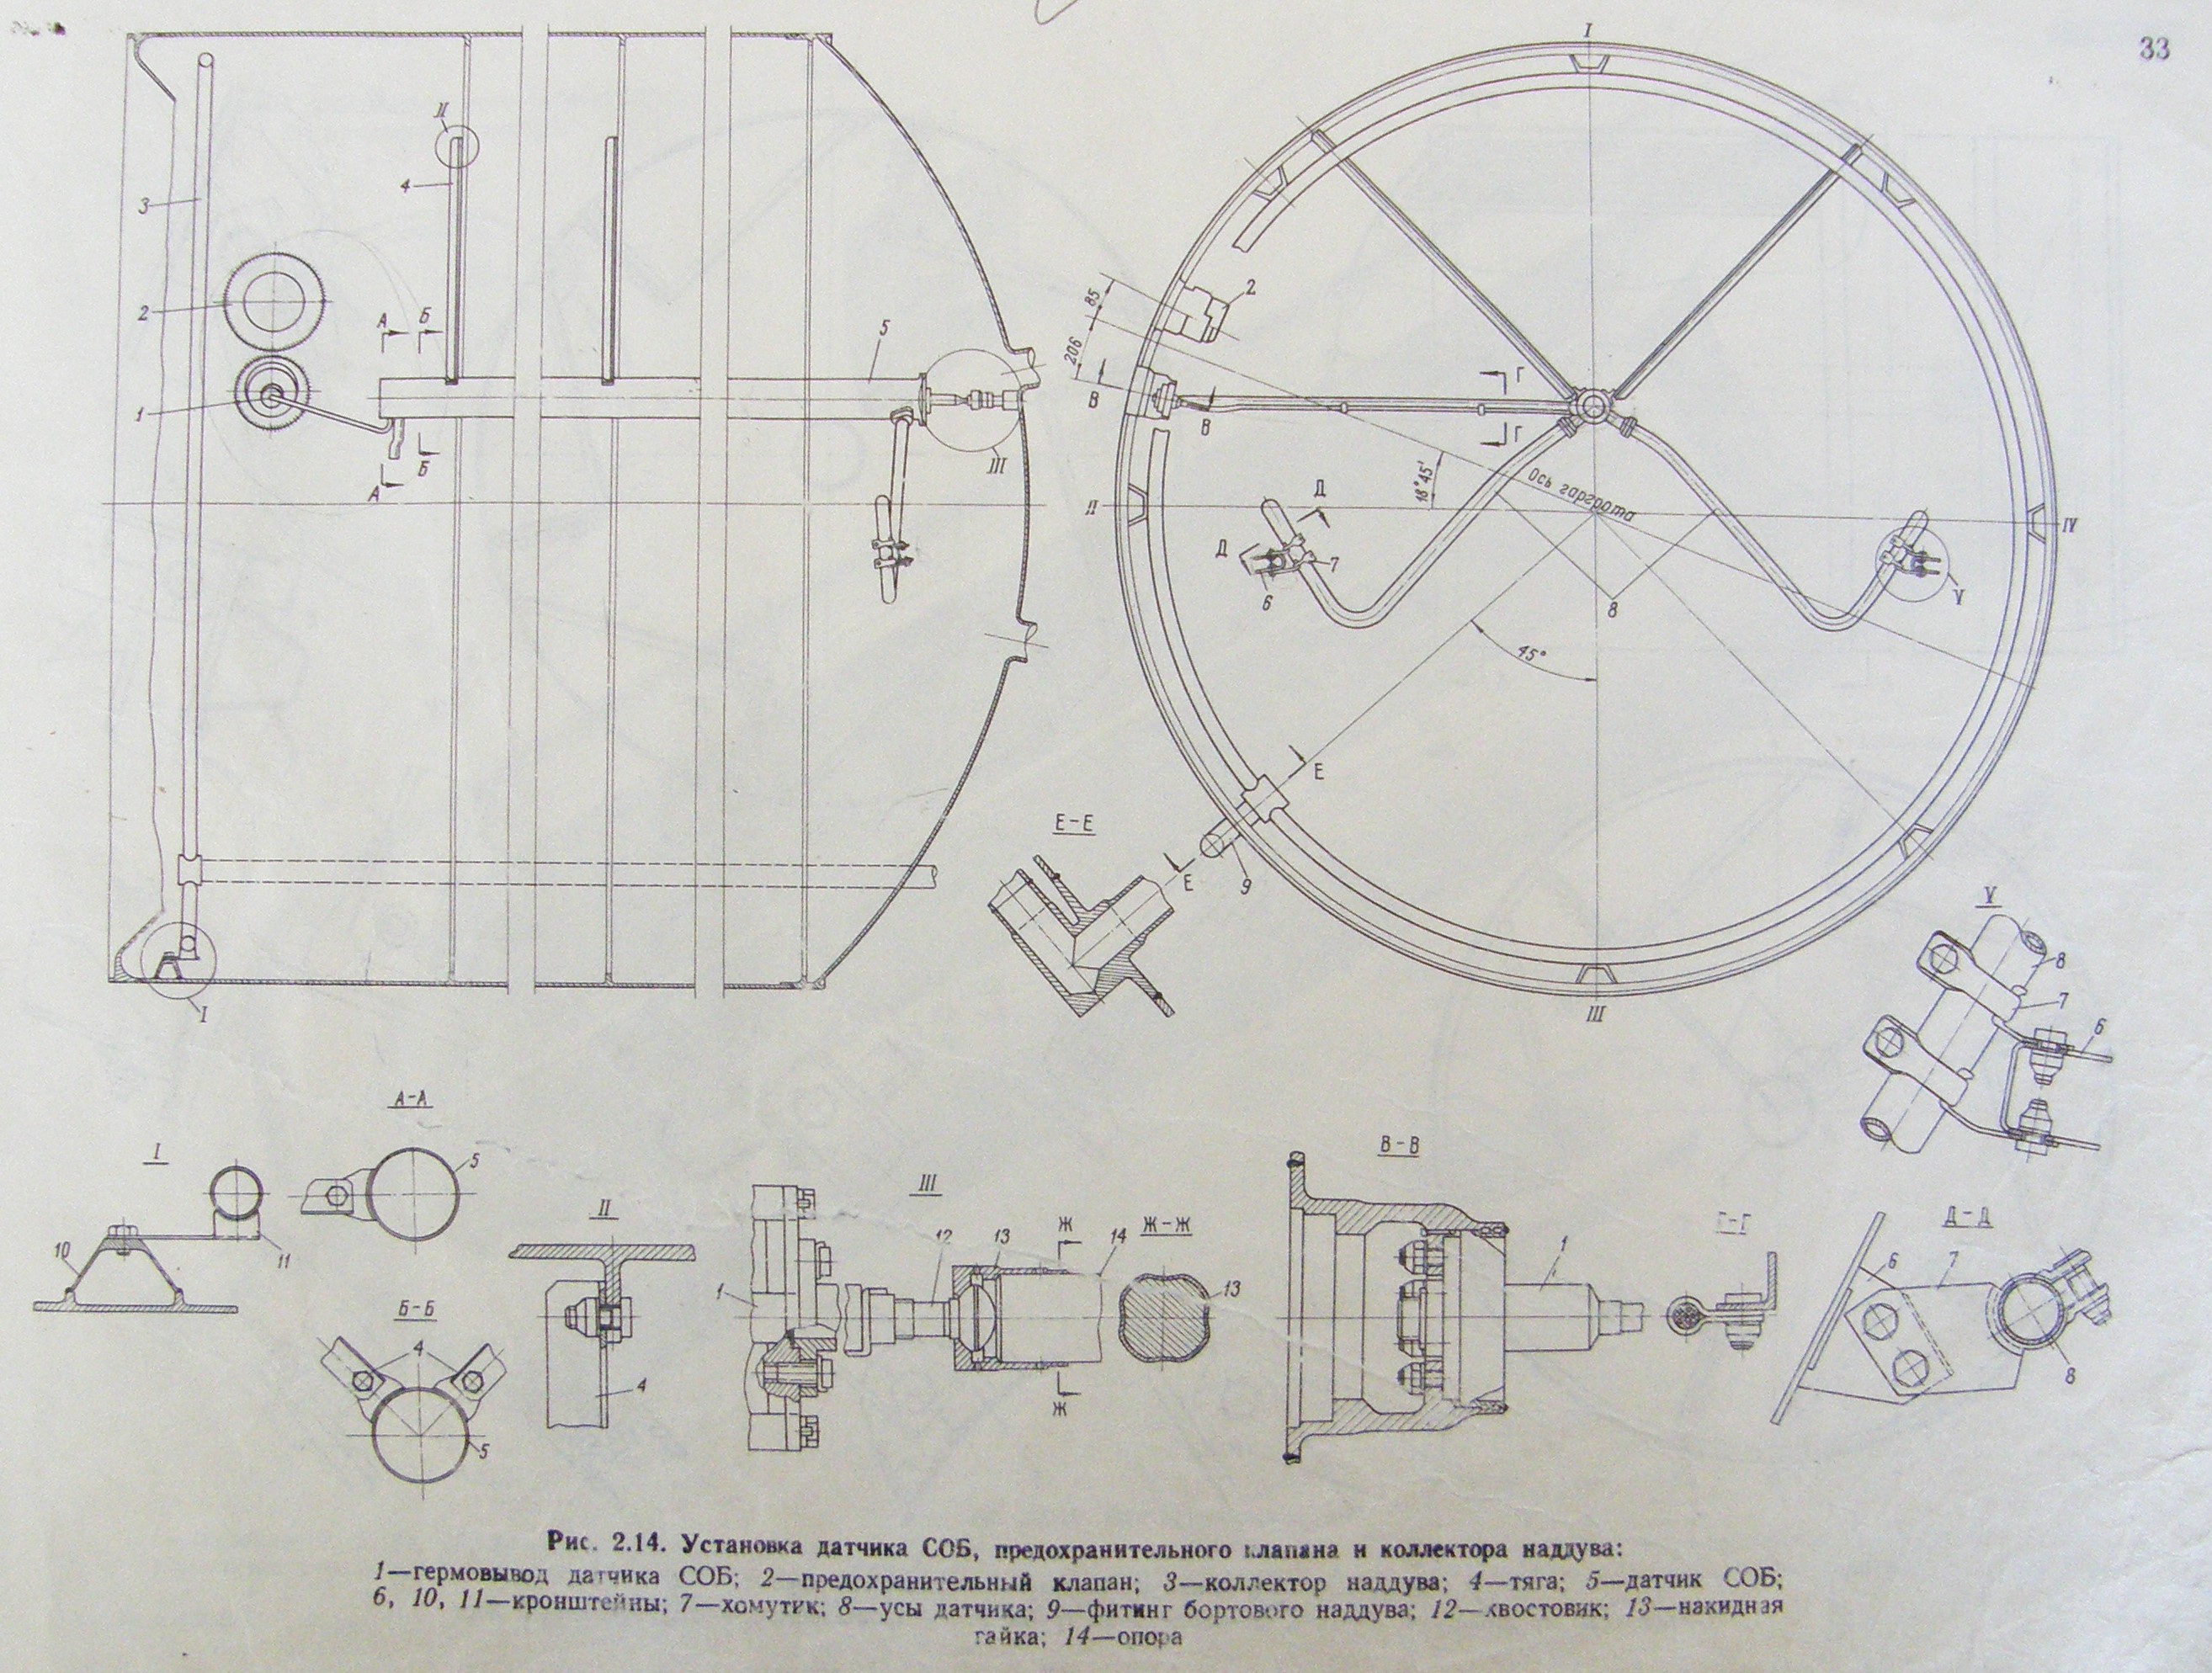 33
I
II
4
3
2
1
А
Б
5
А
Б
III
I
85
206
2
В
В
Г
Г
II
IV
18°45'
Ось гаргрота
Д
Д
7
6
8
V
45°
Е
Е
9
III
Е-Е
V
8
7
6
I
10
11
А-А
5
Б-Б
4
5
II
4
III
1
12
13
Ж
14
Ж
Ж-Ж
13
В-В
1
Г-Г
Д-Д
6
7
8
Рис. 2.14. Установка датчика СОБ, предохранительного клапана и коллектора наддува:
1—гермовывод датчика СОБ; 2—предохранительный клапан; 3—коллектор наддува; 4—тяга; 5—датчик СОБ;
6, 10, 11—кронштейны; 7—хомутик; 8—усы датчика; 9—фитинг бортового наддува; 12—хвостовик; 13—накидная
гайка; 14—опора